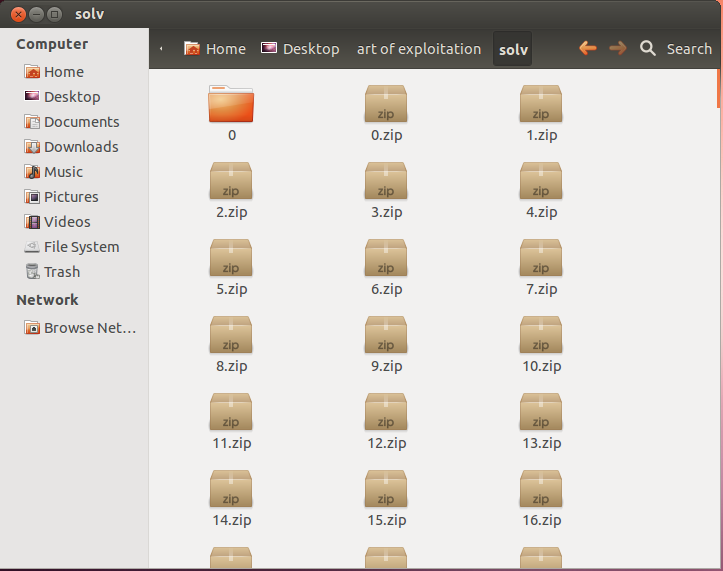 solv
Computer
Home
Desktop
Documents
Downloads
Music
Pictures
Videos
File System
Trash
Network
Browse Net...
Home Desktop art of exploitation solv Search
0 0.zip 1.zip
zip zip
2.zip 3.zip 4.zip
zip zip zip
5.zip 6.zip 7.zip
zip zip zip
8.zip 9.zip 10.zip
zip zip zip
11.zip 12.zip 13.zip
zip zip zip
14.zip 15.zip 16.zip
zip zip zip